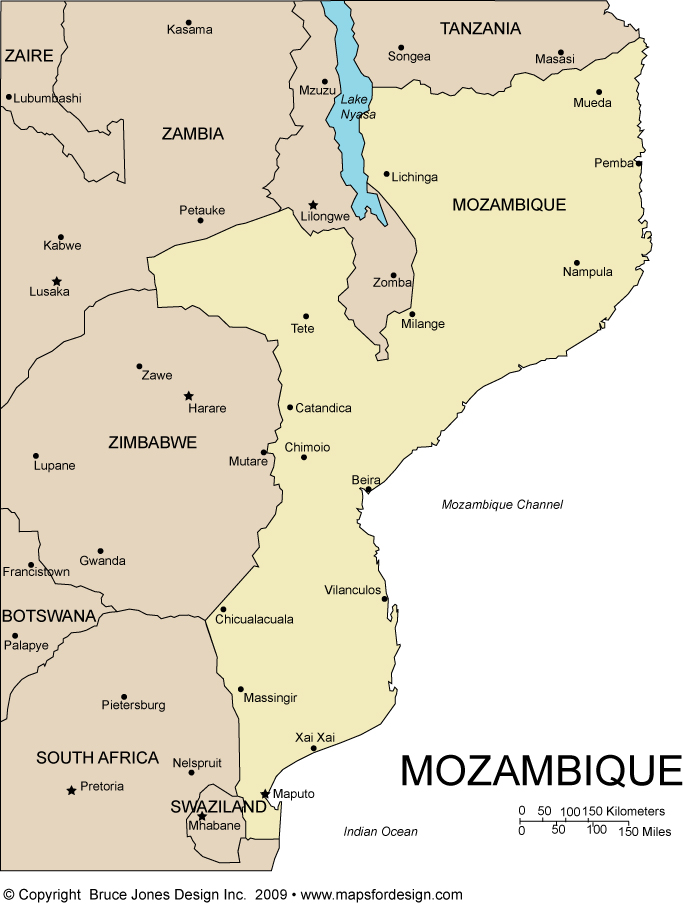 TANZANIA
Kasama
Songea
Masasi
ZAIRE
Mzuzu
Lubumbashi
Lake
Nyasa
Mueda
ZAMBIA
Pemba
Lichinga
MOZAMBIQUE
Petauke
Lilongwe
Kabwe
Nampula
Zomba
Lusaka
Tete
Milange
Zawe
Harare
Catandica
ZIMBABWE
Chimoio
Mutare
Lupane
Beira
Mozambique Channel
Gwanda
Francistown
Vilanculos
BOTSWANA
Chicualacuala
Palapye
Massingir
Pietersburg
Xai Xai
SOUTH AFRICA
Nelspruit
MOZAMBIQUE
Pretoria
Maputo
SWAZILAND
Mhabane
0 50 100 150 Kilometers
0 50 100 150 Miles
Indian Ocean
© Copyright Bruce Jones Design Inc. 2009 • www.mapsfordesign.com